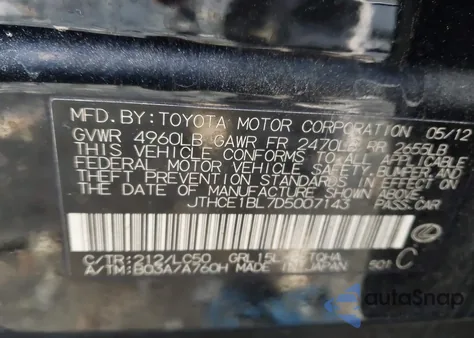 MFD. BY: TOYOTA MOTOR CORPORATION 05/12
GVWR 4960LB GAWR FR 2470LB RR 2655LB
THIS VEHICLE CONFORMS TO ALL APPLICABLE
FEDERAL MOTOR VEHICLE SAFETY, BUMPER, AND
THEFT PREVENTION STANDARDS IN EFFECT ON
THE DATE OF MANUFACTURE SHOWN ABOVE.
JTHCE1BL7D5007143 PASS CAR
C/TR: 212/LC50 GRL15L-
A/TM: B03A/A760H MADE IN JAPAN 501 C
autoSnap